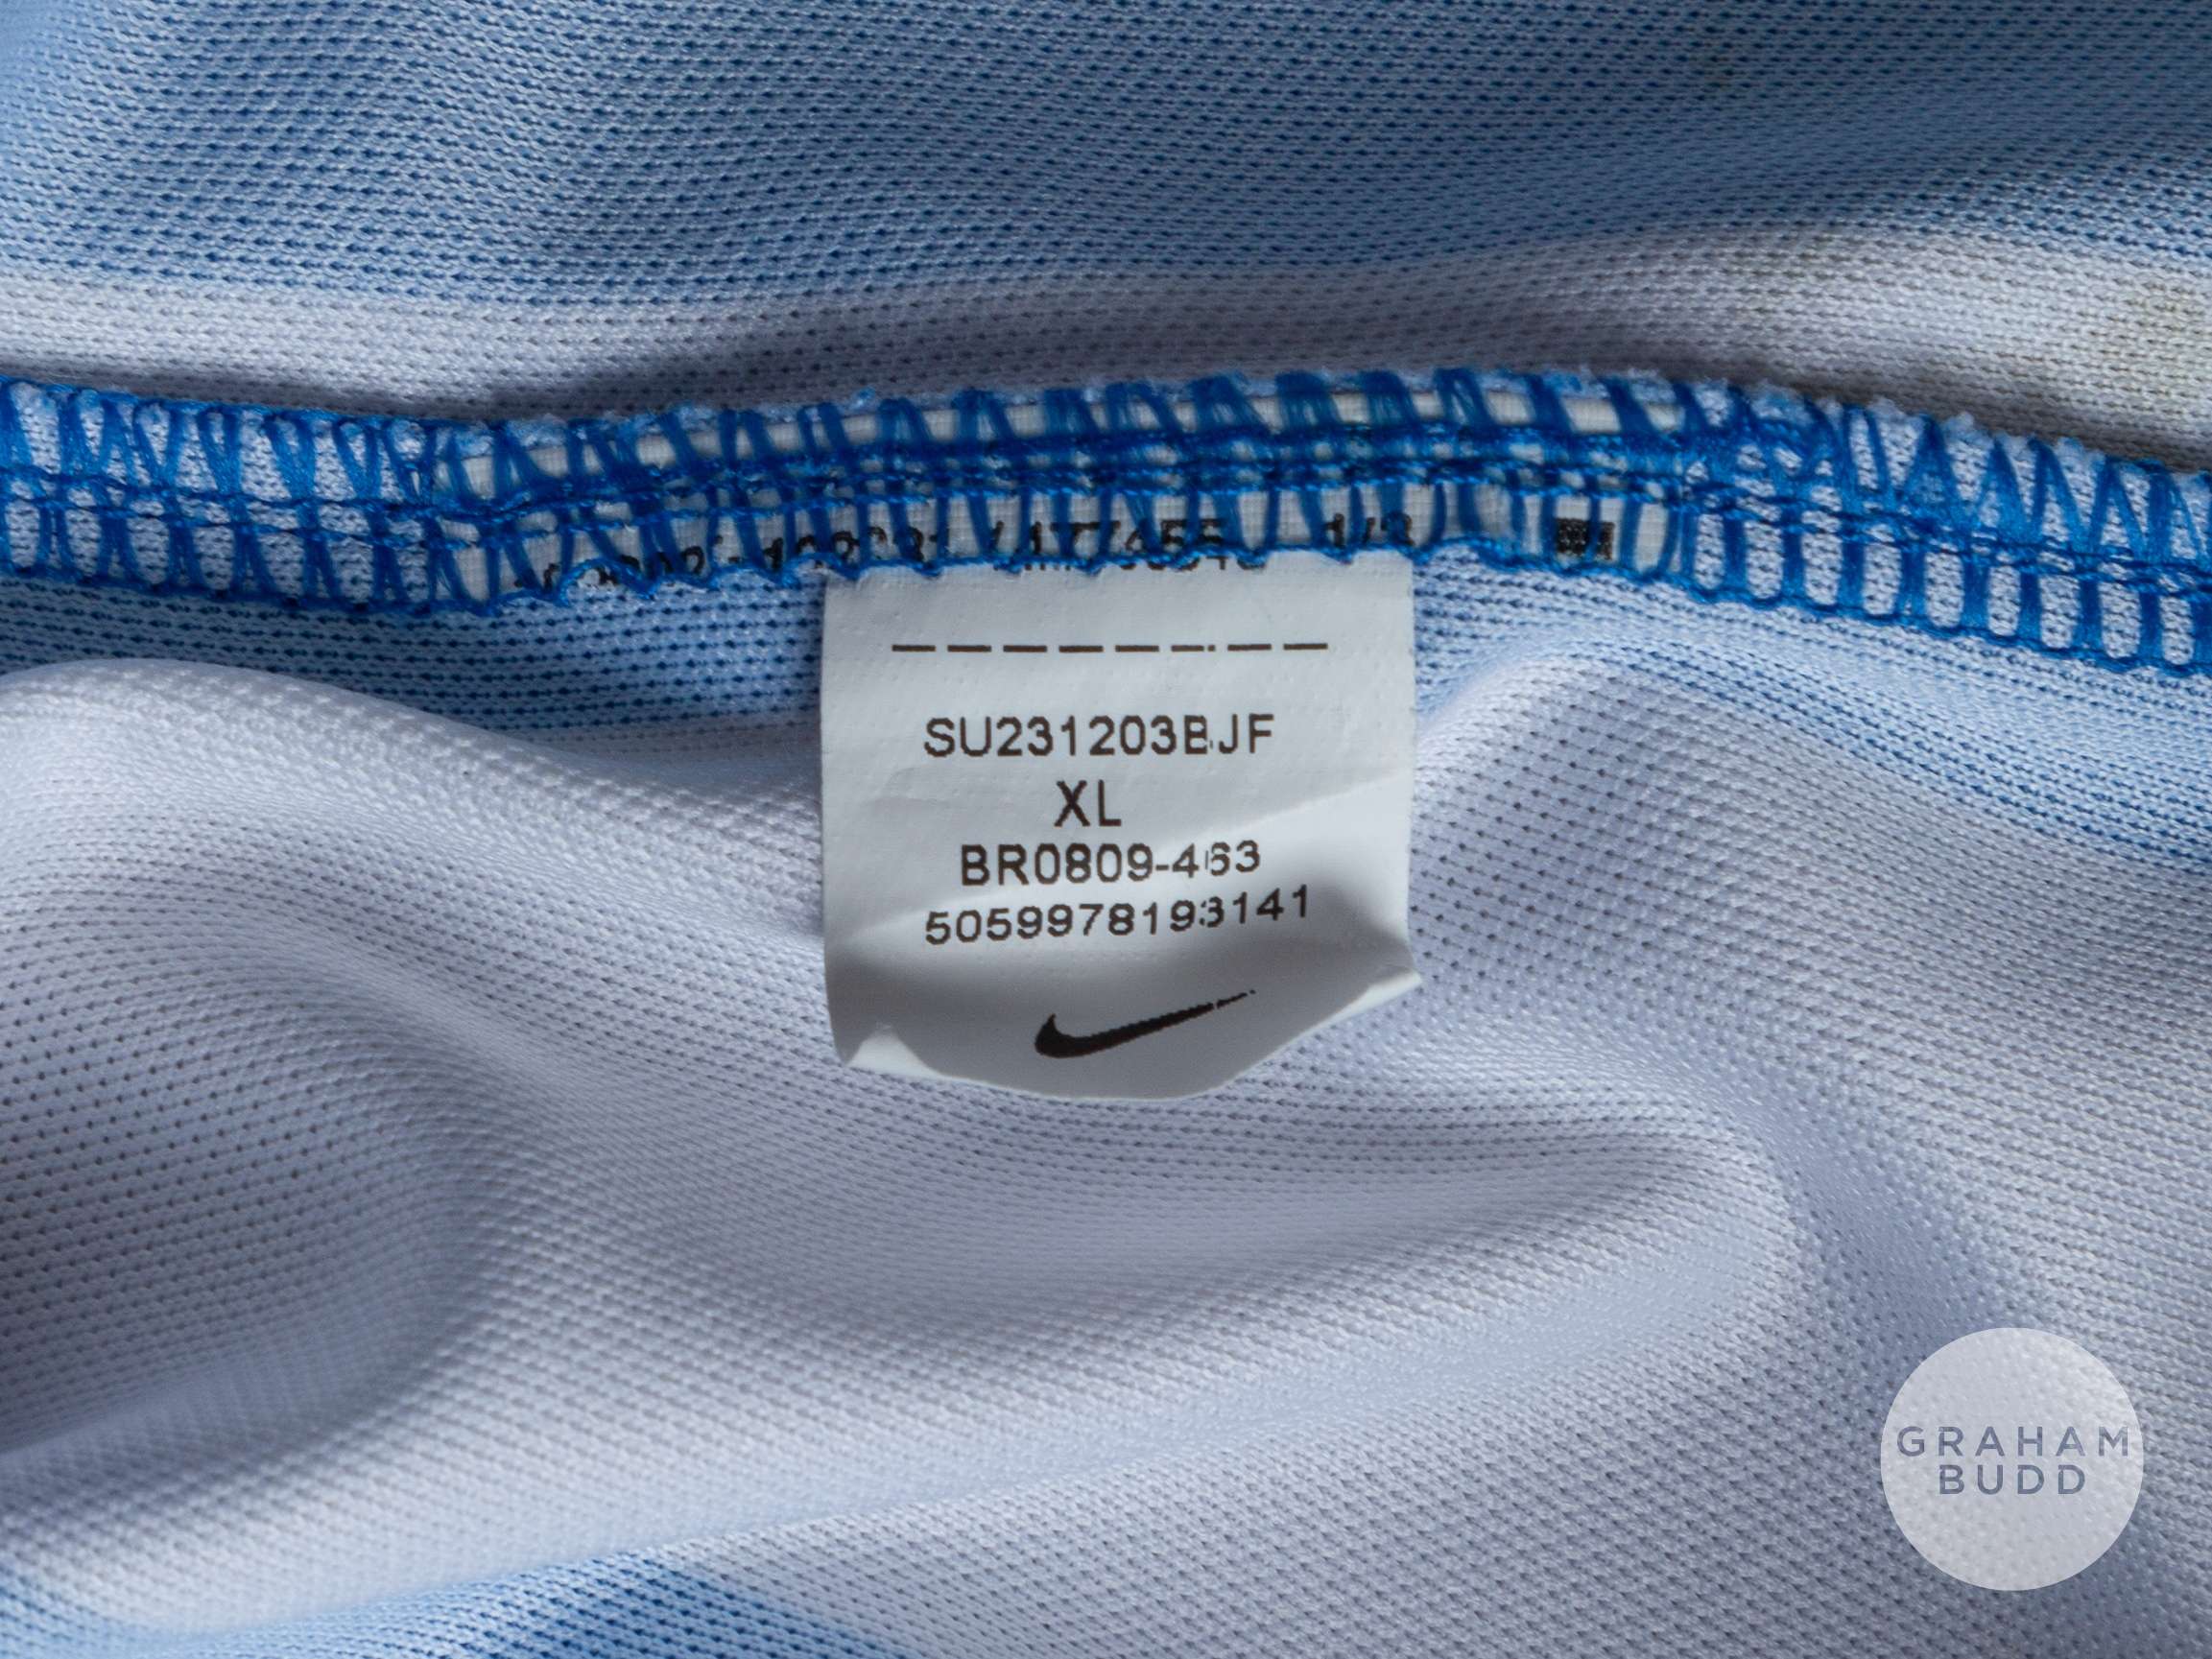 SU231203BJF
XL
BR0809-463
5059978193141
GRAHAM
BUDD